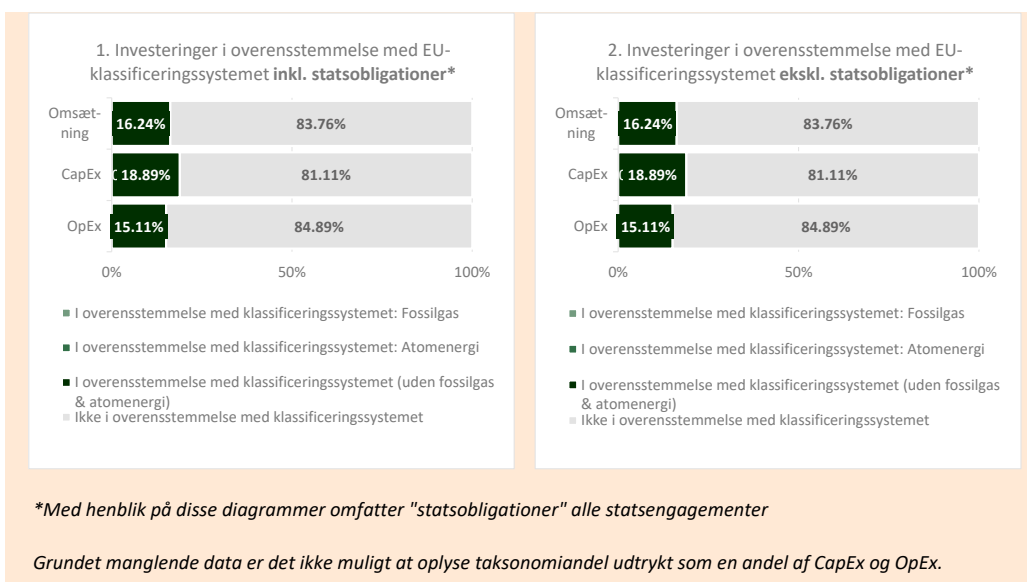 1. Investeringer i overensstemmelse med EU-
klassificeringssystemet inkl. statsobligationer*
Omsæt-
ning
16.24%
83.76%
CapEx
18.89%
81.11%
OpEx
15.11%
84.89%
0%
50%
100%
I overensstemmelse med klassificeringssystemet: Fossilgas
I overensstemmelse med klassificeringssystemet: Atomenergi
I overensstemmelse med klassificeringssystemet (uden fossilgas
& atomenergi)
Ikke i overensstemmelse med klassificeringssystemet
2. Investeringer i overensstemmelse med EU-
klassificeringssystemet ekskl. statsobligationer*
Omsæt-
ning
16.24%
83.76%
CapEx
18.89%
81.11%
OpEx
15.11%
84.89%
0%
50%
100%
I overensstemmelse med klassificeringssystemet: Fossilgas
I overensstemmelse med klassificeringssystemet: Atomenergi
I overensstemmelse med klassificeringssystemet (uden fossilgas
& atomenergi)
Ikke i overensstemmelse med klassificeringssystemet
*Med henblik på disse diagrammer omfatter "statsobligationer" alle statsengagementer
Grundet manglende data er det ikke muligt at oplyse taksonomiandel udtrykt som en andel af CapEx og OpEx.